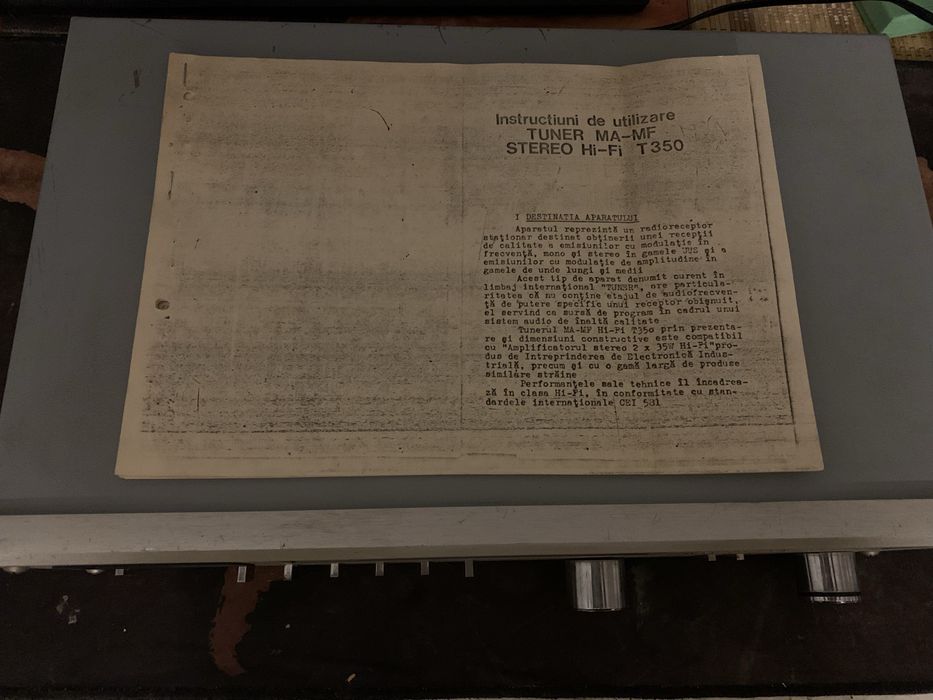 Instructiuni de utilizare
TUNER MA-MF
STEREO Hi-Fi T350
I DESTINATIA APARATULUI
Aparatul reprezintă un radioreceptor
staţionar destinat obţinerii unei recepţii
de calitate a emisiunilor cu modulaţie în
frecvenţă, mono şi stereo în gamele UUS şi a
emisiunilor cu modulaţie de amplitudine în
gamele de unde lungi şi medii
Acest tip de aparat denumit curent în
limbaj internaţional "TUNER", are particula-
ritatea că nu conţine etajul de audiofrecven-
ţă de putere specific unui receptor obişnuit,
el servind ca sursă de program în cadrul unui
sistem audio de înaltă calitate
Tunerul MA-MF Hi-Fi T35o prin prezenta-
re şi dimensiuni constructive este compatibil
cu "Amplificatorul stereo 2 x 35W Hi-Fi"pro-
dus de Intreprinderea de Electronică Indus-
trială, precum şi cu o gamă largă de produse
similare străine
Performanţele sale tehnice îl încadrea-
ză în clasa Hi-Fi, în conformitate cu stan-
dardele internaţionale CEI 581